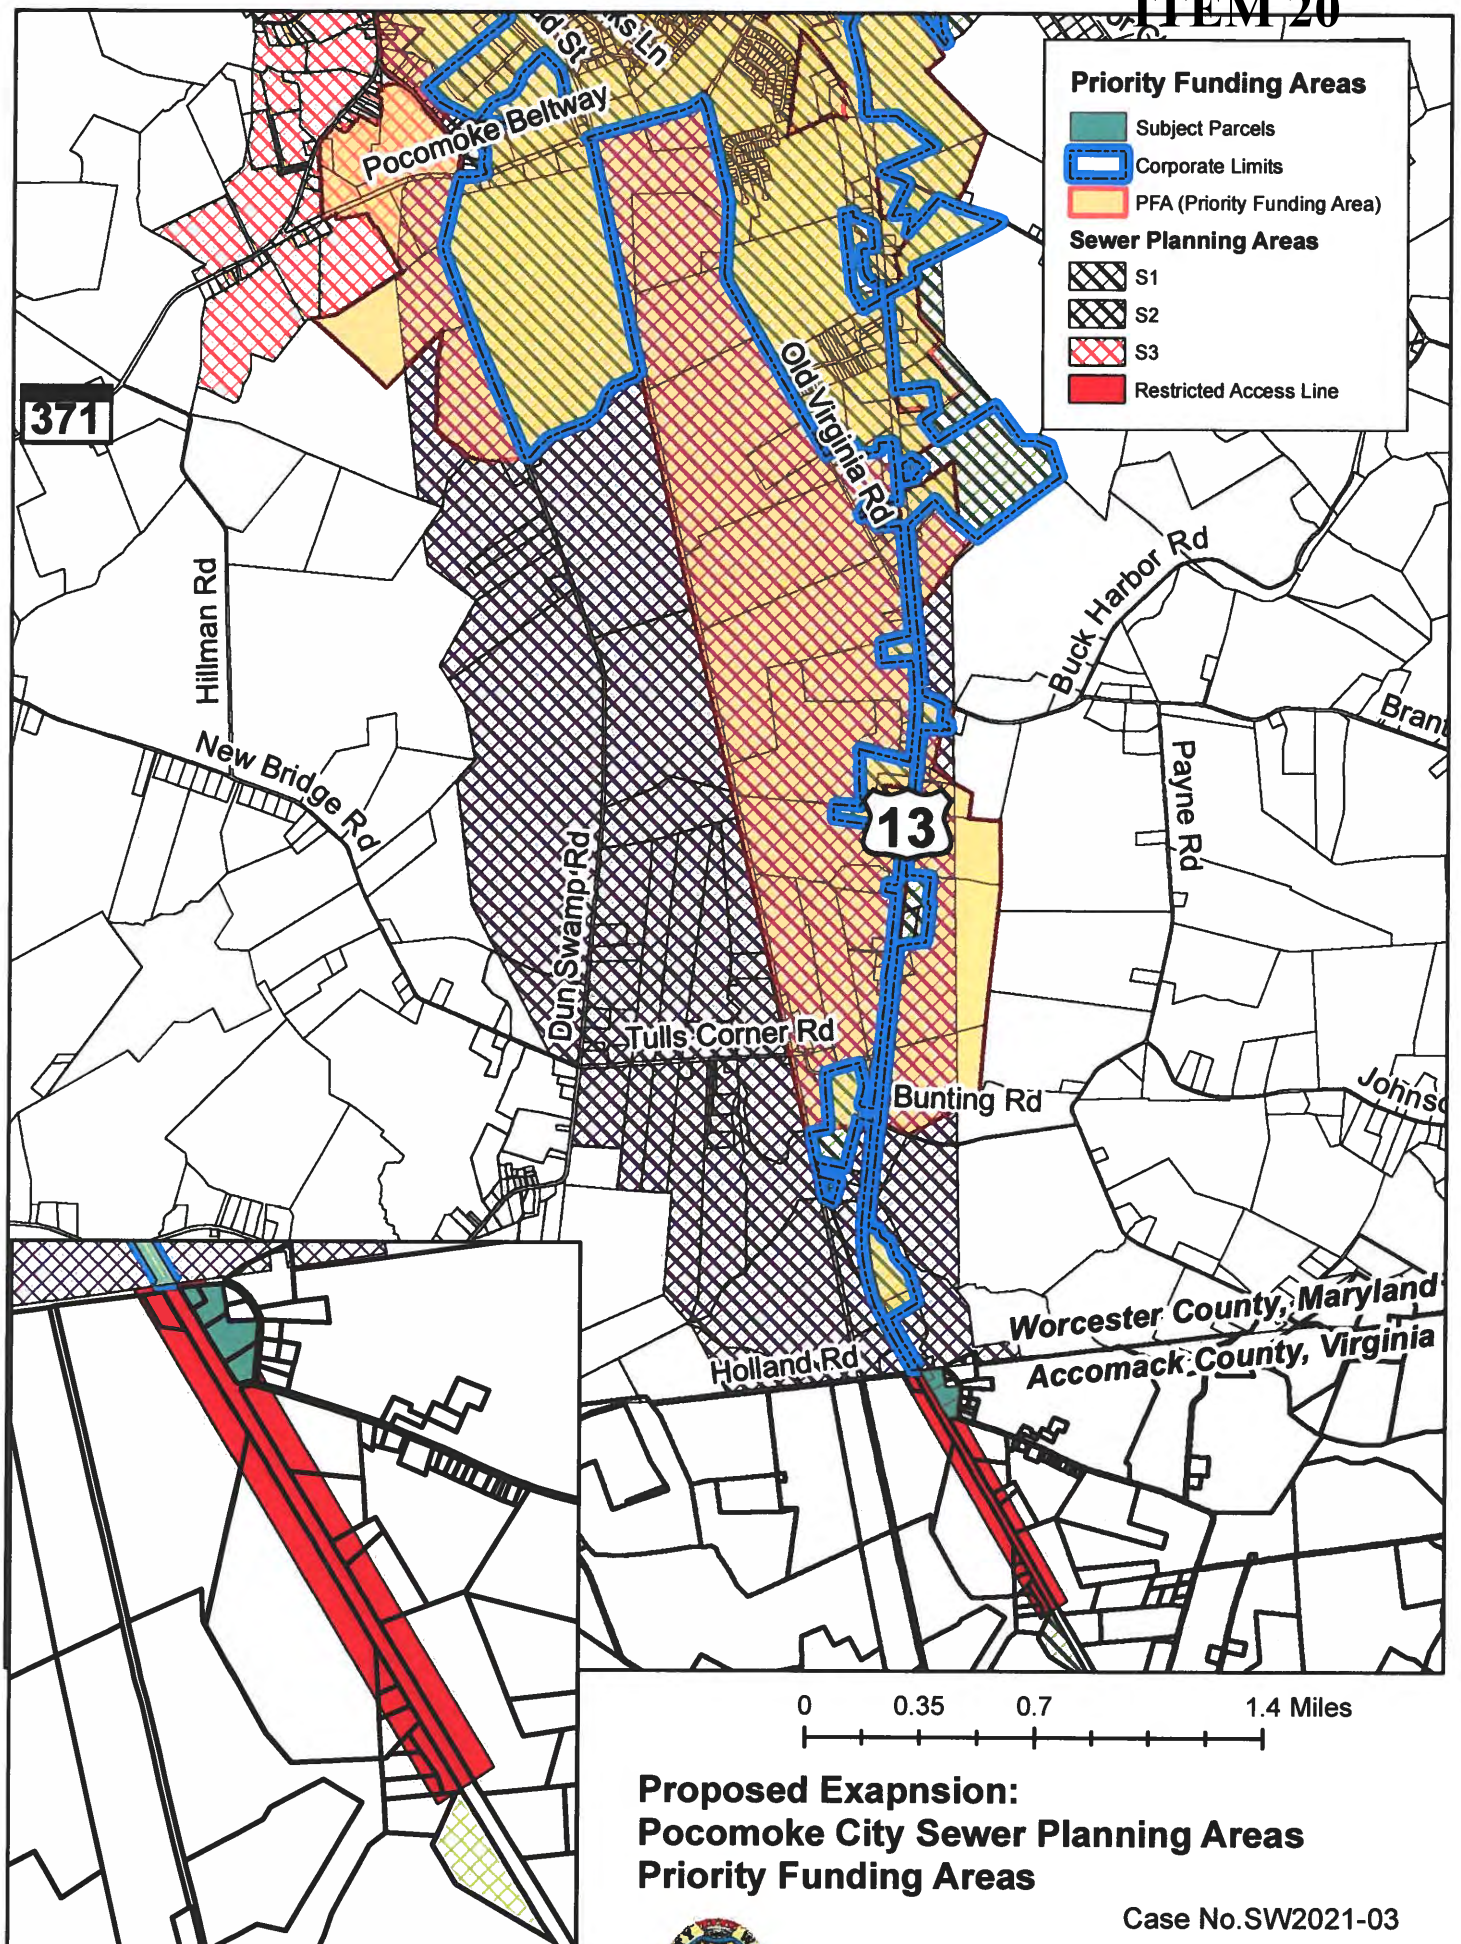 ITEM 20
Priority Funding Areas
Subject Parcels
Corporate Limits
PFA (Priority Funding Area)
Sewer Planning Areas
S1
S2
S3
Restricted Access Line
St
Ln
Pocomoke Beltway
371
Old Virginia Rd
Hillman Rd
Buck Harbor Rd
New Bridge Rd
Brant
Payne Rd
13
Dun Swamp Rd
Tulls Corner Rd
Bunting Rd
Johnso
Worcester County, Maryland
Accomack County, Virginia
Holland Rd
0 0.35 0.7 1.4 Miles
Proposed Exapnsion:
Pocomoke City Sewer Planning Areas
Priority Funding Areas
Case No.SW2021-03